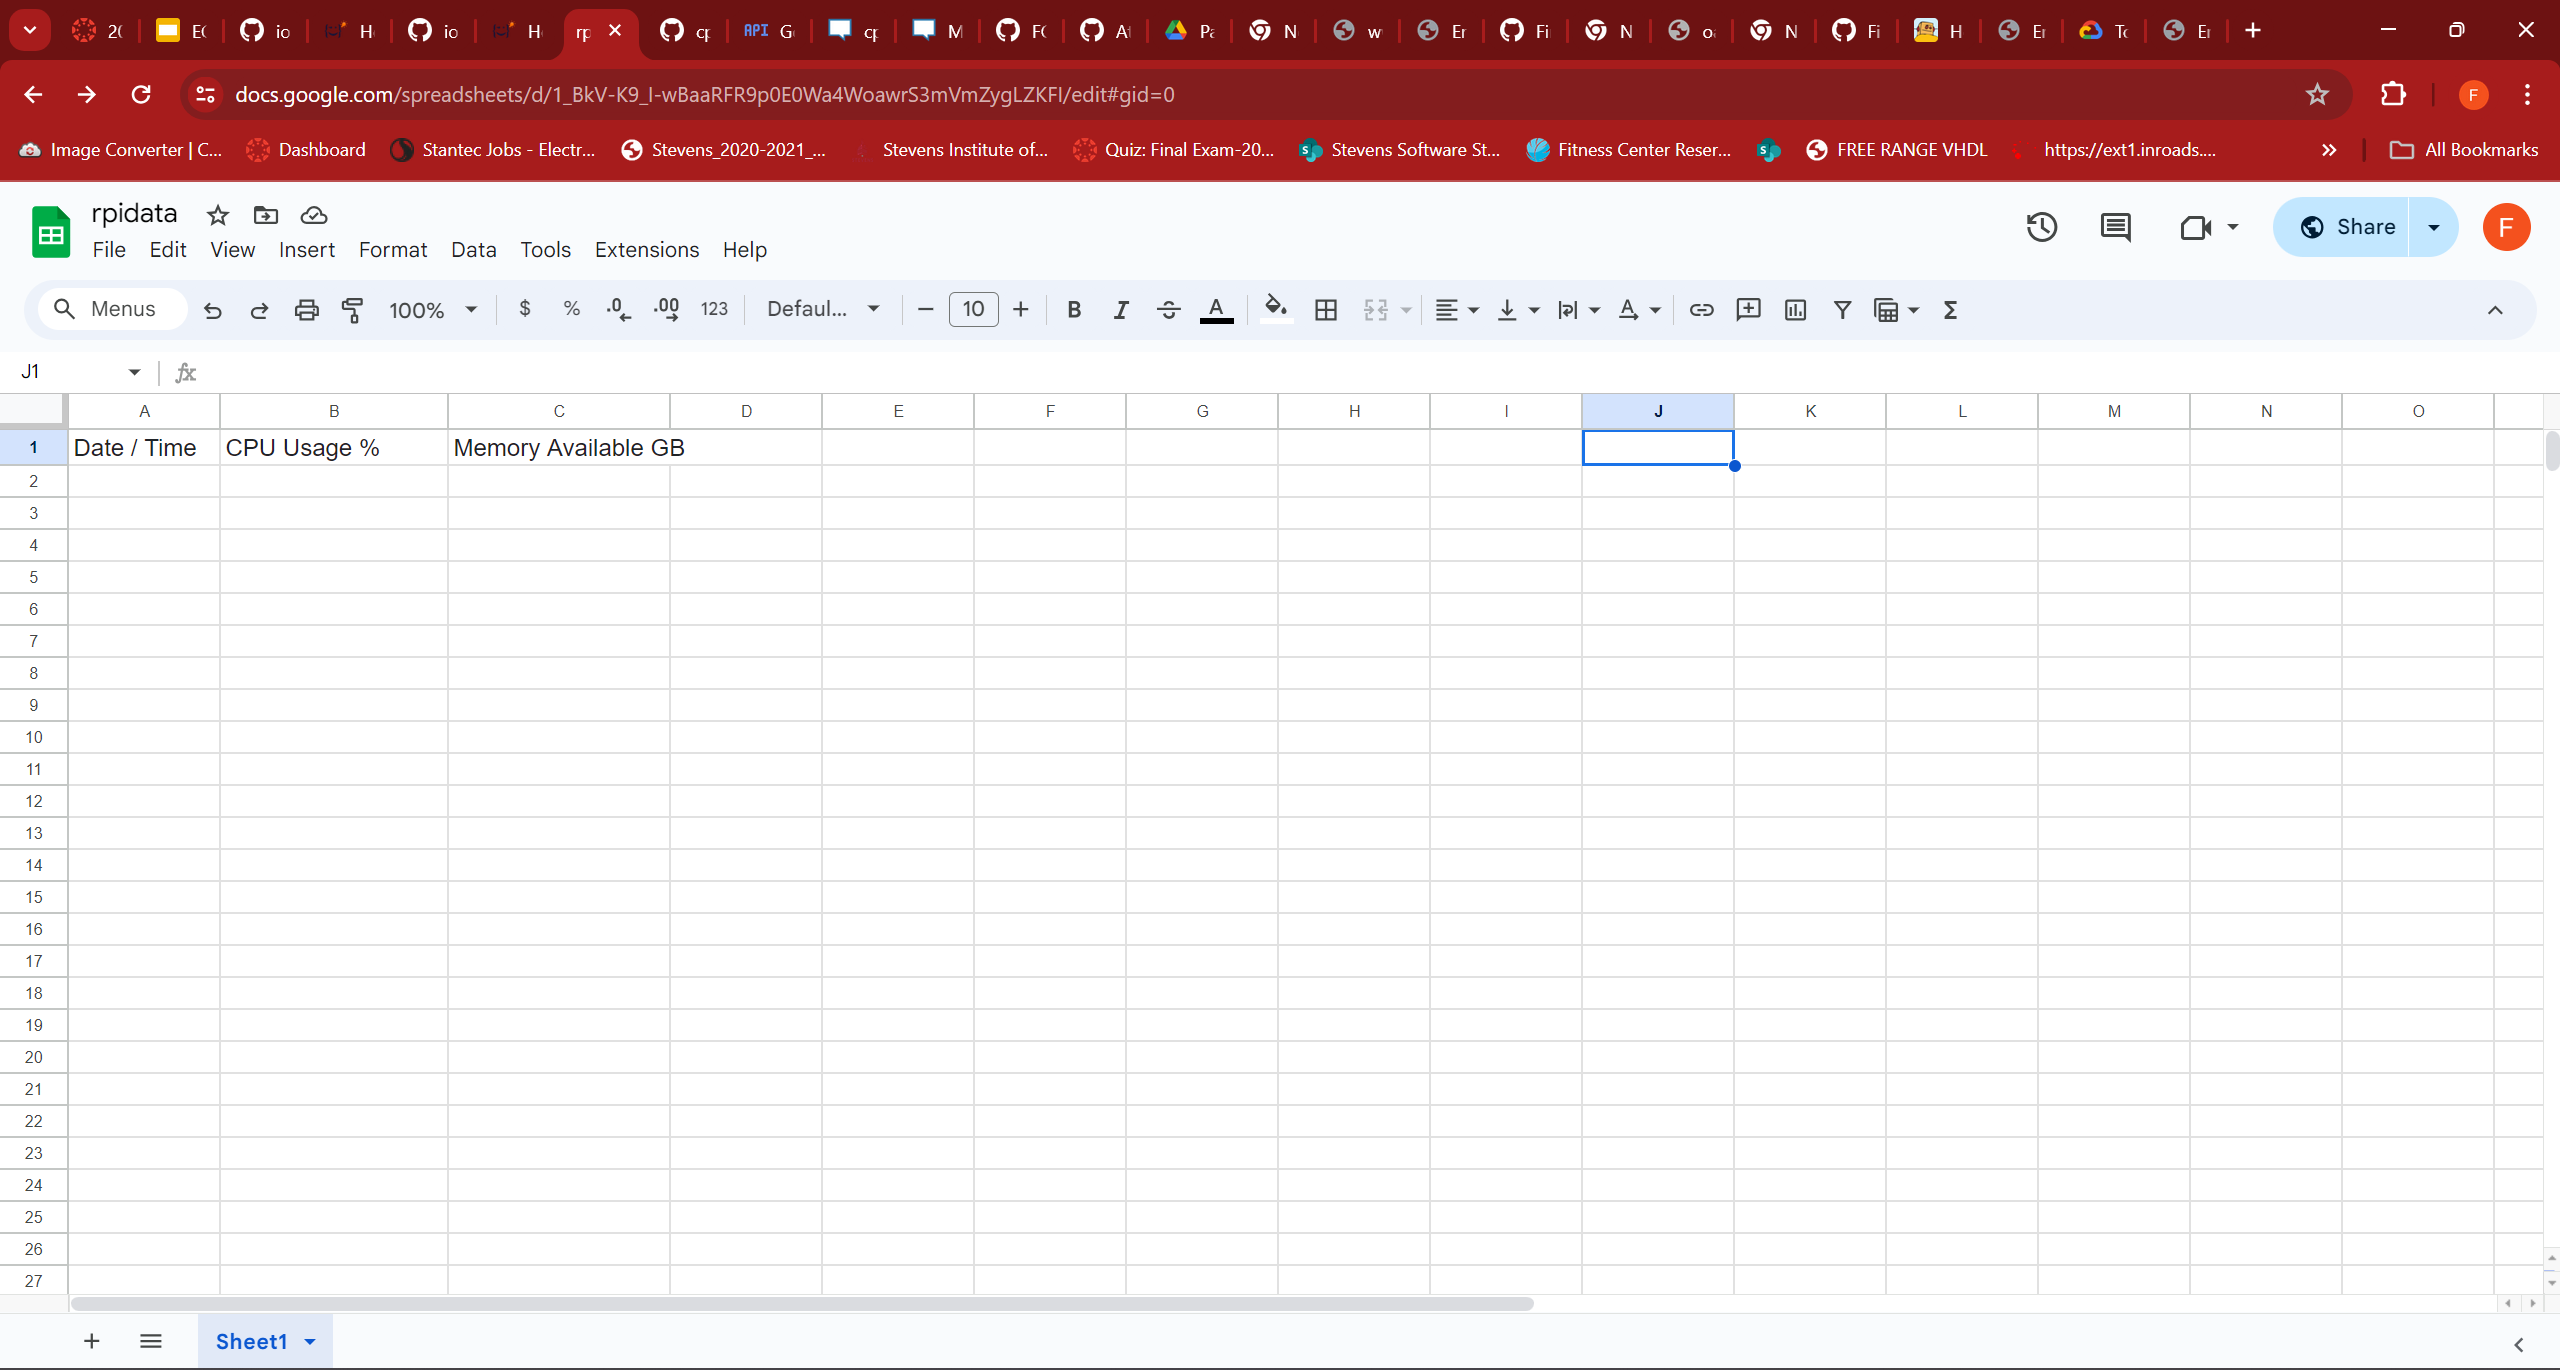 20 EC io H io H rp cp API G cp M FC A Pa N w Er Fi N o N Fi H Er To Er
docs.google.com/spreadsheets/d/1_BkV-K9_I-wBaaRFR9p0E0Wa4WoawrS3mVmZygLZKFI/edit#gid=0 F
Image Converter | C... Dashboard Stantec Jobs - Electr... Stevens_2020-2021_... Stevens Institute of... Quiz: Final Exam-20... Stevens Software St... Fitness Center Reser... FREE RANGE VHDL https://ext1.inroads.... » All Bookmarks
rpidata
File Edit View Insert Format Data Tools Extensions Help Share F
Menus 100% $ % .0 .00 123 Defaul... 10 B I A Σ
J1 fx
A B C D E F G H I J K L M N O
1 Date / Time CPU Usage % Memory Available GB
2
3
4
5
6
7
8
9
10
11
12
13
14
15
16
17
18
19
20
21
22
23
24
25
26
27
Sheet1